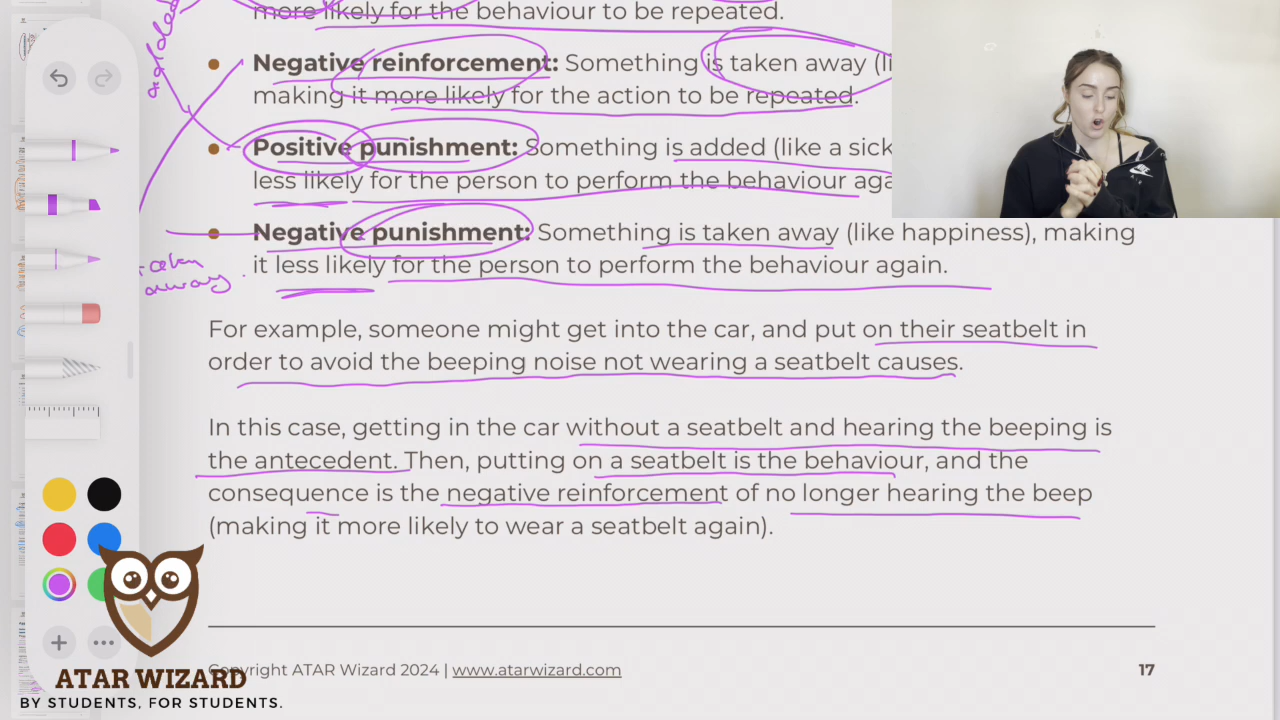 more likely for the behaviour to be repeated.
added
Negative reinforcement: Something is taken away (li
making it more likely for the action to be repeated.
Positive punishment: Something is added (like a sick
less likely for the person to perform the behaviour aga
Negative punishment: Something is taken away (like happiness), making
it less likely for the person to perform the behaviour again.
taken
away
For example, someone might get into the car, and put on their seatbelt in
order to avoid the beeping noise not wearing a seatbelt causes.
In this case, getting in the car without a seatbelt and hearing the beeping is
the antecedent. Then, putting on a seatbelt is the behaviour, and the
consequence is the negative reinforcement of no longer hearing the beep
(making it more likely to wear a seatbelt again).
Copyright ATAR Wizard 2024 | www.atarwizard.com
17
ATAR WIZARD
BY STUDENTS, FOR STUDENTS.